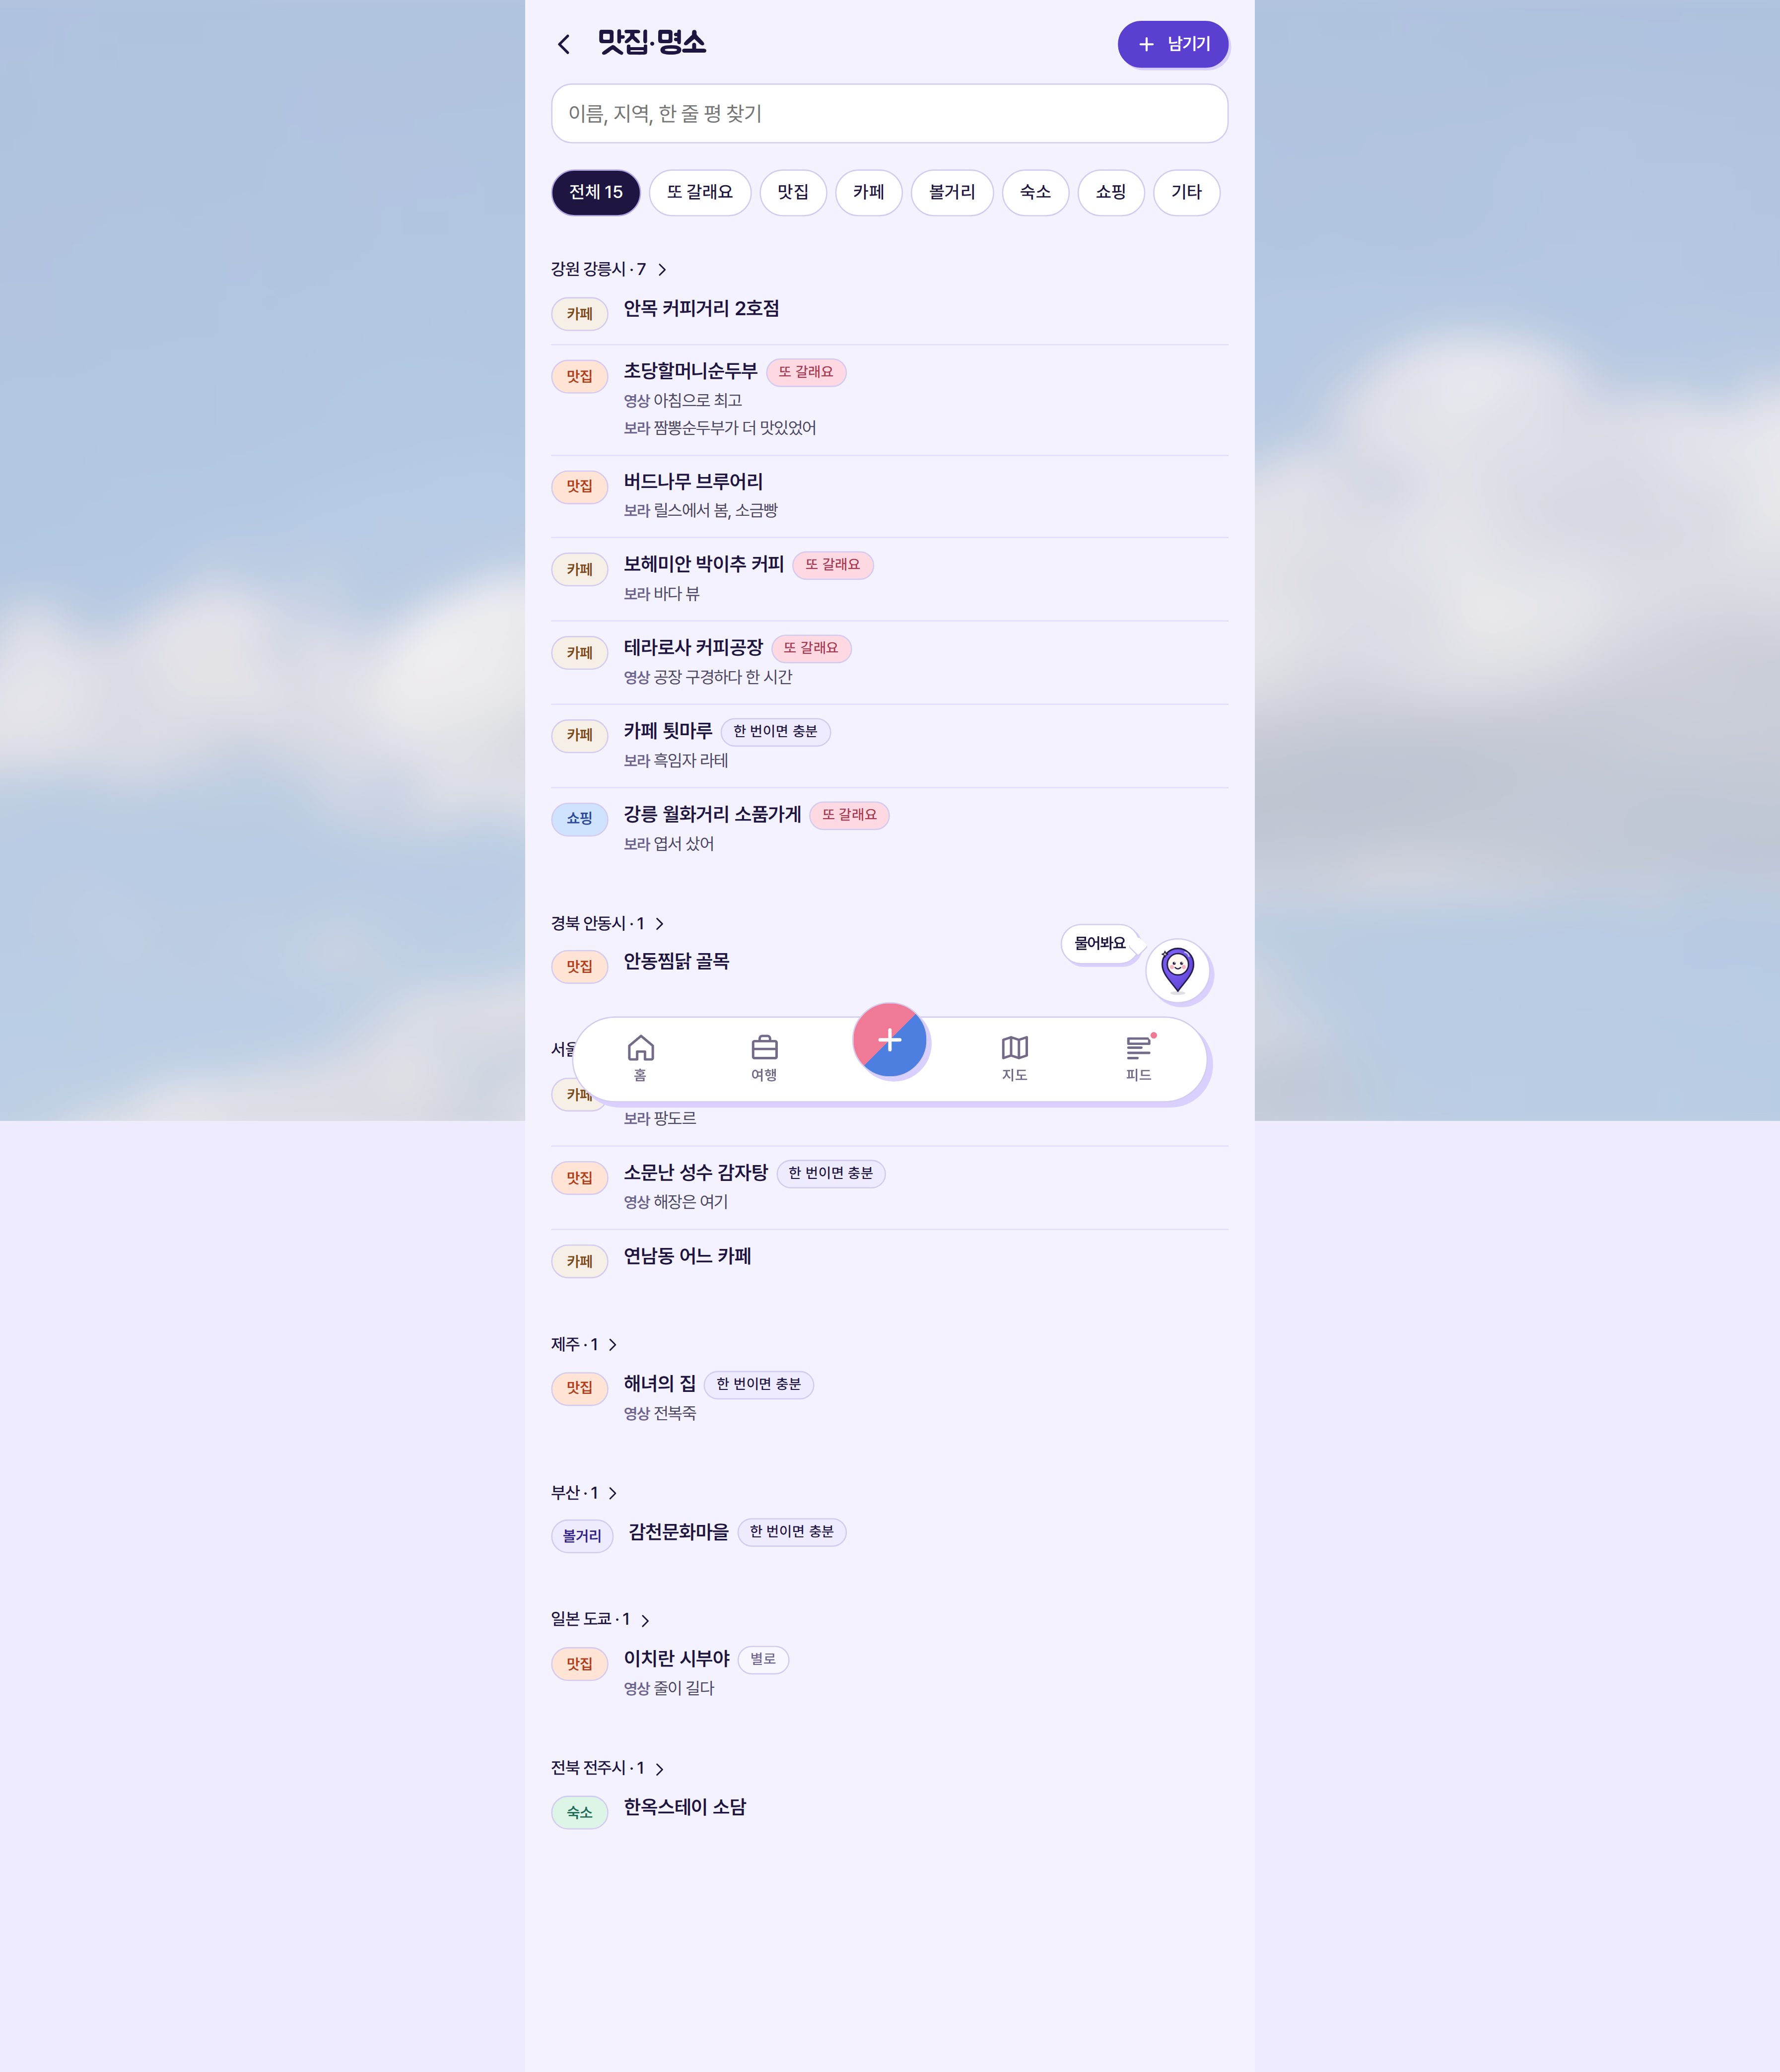 맛집·명소
+ 남기기
이름, 지역, 한 줄 평 찾기
전체 15 또 갈래요 맛집 카페 볼거리 숙소 쇼핑 기타
강원 강릉시 · 7
카페 안목 커피거리 2호점
맛집 초당할머니순두부 또 갈래요
영상 아침으로 최고
보라 짬뽕순두부가 더 맛있었어
맛집 버드나무 브루어리
보라 릴스에서 봄, 소금빵
카페 보헤미안 박이추 커피 또 갈래요
보라 바다 뷰
카페 테라로사 커피공장 또 갈래요
영상 공장 구경하다 한 시간
카페 카페 툇마루 한 번이면 충분
보라 흑임자 라테
쇼핑 강릉 월화거리 소품가게 또 갈래요
보라 엽서 샀어
경북 안동시 · 1
물어봐요
맛집 안동찜닭 골목
서울
홈 여행 지도 피드
카페
보라 팡도르
맛집 소문난 성수 감자탕 한 번이면 충분
영상 해장은 여기
카페 연남동 어느 카페
제주 · 1
맛집 해녀의 집 한 번이면 충분
영상 전복죽
부산 · 1
볼거리 감천문화마을 한 번이면 충분
일본 도쿄 · 1
맛집 이치란 시부야 별로
영상 줄이 길다
전북 전주시 · 1
숙소 한옥스테이 소담